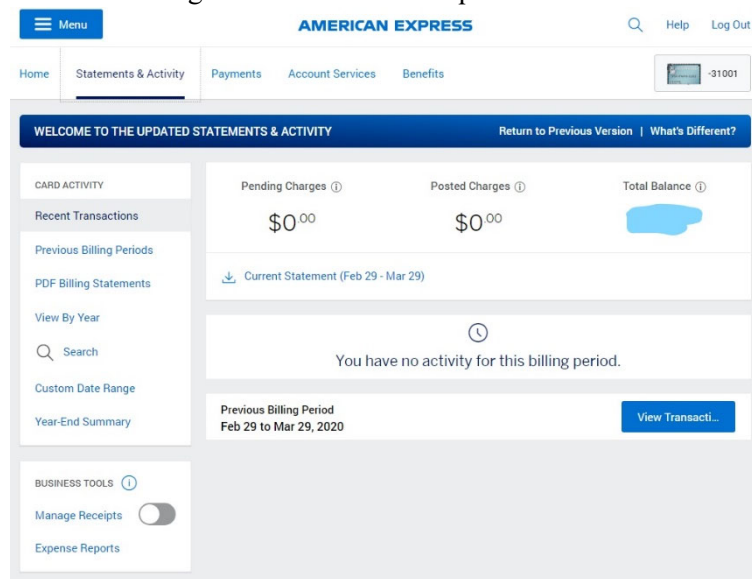 Menu
AMERICAN EXPRESS
Help Log Out
Home Statements & Activity Payments Account Services Benefits
-31001
WELCOME TO THE UPDATED STATEMENTS & ACTIVITY Return to Previous Version | What's Different?
CARD ACTIVITY
Recent Transactions
Previous Billing Periods
PDF Billing Statements
View By Year
Search
Custom Date Range
Year-End Summary
Pending Charges Posted Charges Total Balance
$0.00 $0.00
Current Statement (Feb 29 - Mar 29)
You have no activity for this billing period.
Previous Billing Period
Feb 29 to Mar 29, 2020
View Transacti...
BUSINESS TOOLS
Manage Receipts
Expense Reports